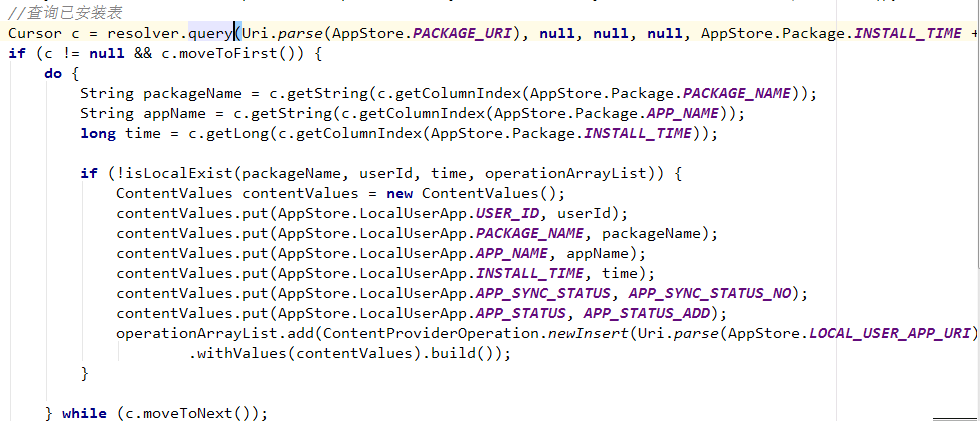 //查询已安装表
Cursor c = resolver.query(Uri.parse(AppStore.PACKAGE_URI), null, null, null, AppStore.Package.INSTALL_TIME +
if (c != null && c.moveToFirst()) {
do {
String packageName = c.getString(c.getColumnIndex(AppStore.Package.PACKAGE_NAME));
String appName = c.getString(c.getColumnIndex(AppStore.Package.APP_NAME));
long time = c.getLong(c.getColumnIndex(AppStore.Package.INSTALL_TIME));
if (!isLocalExist(packageName, userId, time, operationArrayList)) {
ContentValues contentValues = new ContentValues();
contentValues.put(AppStore.LocalUserApp.USER_ID, userId);
contentValues.put(AppStore.LocalUserApp.PACKAGE_NAME, packageName);
contentValues.put(AppStore.LocalUserApp.APP_NAME, appName);
contentValues.put(AppStore.LocalUserApp.INSTALL_TIME, time);
contentValues.put(AppStore.LocalUserApp.APP_SYNC_STATUS, APP_SYNC_STATUS_NO);
contentValues.put(AppStore.LocalUserApp.APP_STATUS, APP_STATUS_ADD);
operationArrayList.add(ContentProviderOperation.newInsert(Uri.parse(AppStore.LOCAL_USER_APP_URI)
.withValues(contentValues).build());
}
} while (c.moveToNext());